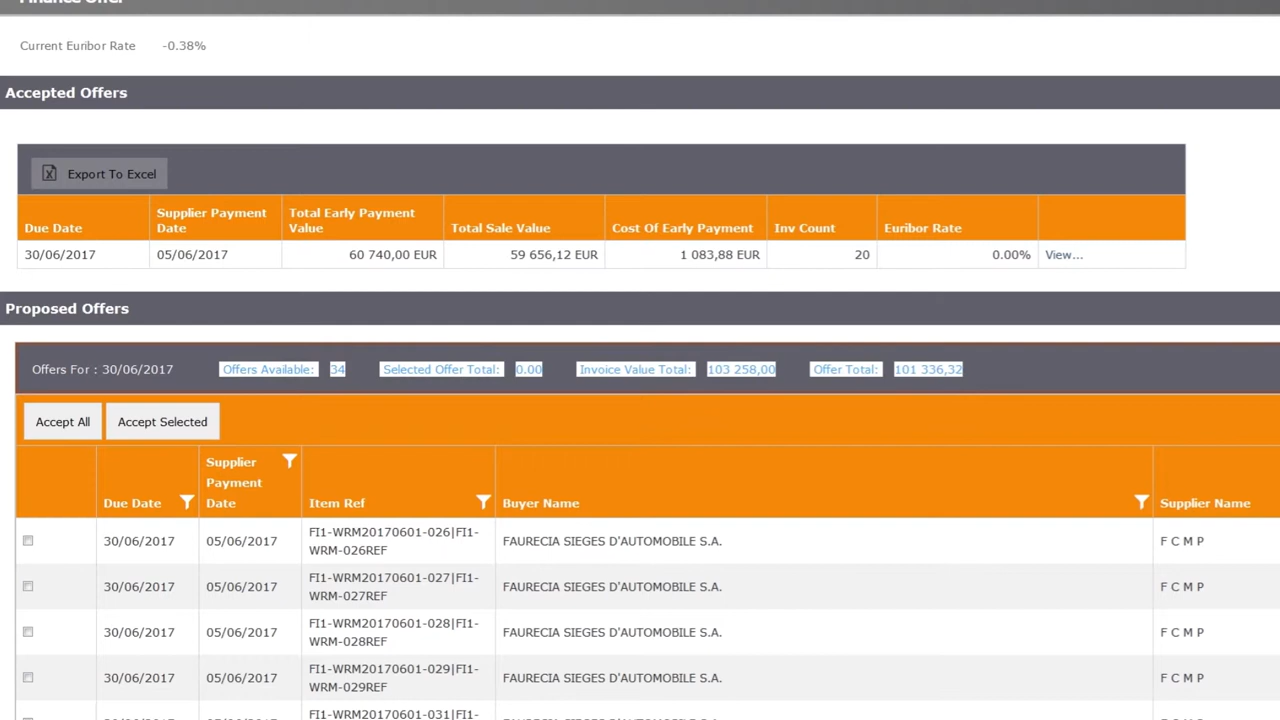 Finance Offer
Current Euribor Rate -0.38%
Accepted Offers
Export To Excel
Due Date Supplier Payment Date Total Early Payment Value Total Sale Value Cost Of Early Payment Inv Count Euribor Rate
30/06/2017 05/06/2017 60 740,00 EUR 59 656,12 EUR 1 083,88 EUR 20 0.00% View...
Proposed Offers
Offers For : 30/06/2017 Offers Available: 34 Selected Offer Total: 0.00 Invoice Value Total: 103 258,00 Offer Total: 101 336,32
Accept All Accept Selected
Due Date Supplier Payment Date Item Ref Buyer Name Supplier Name
30/06/2017 05/06/2017 FI1-WRM20170601-026|FI1-WRM-026REF FAURECIA SIEGES D'AUTOMOBILE S.A. F C M P
30/06/2017 05/06/2017 FI1-WRM20170601-027|FI1-WRM-027REF FAURECIA SIEGES D'AUTOMOBILE S.A. F C M P
30/06/2017 05/06/2017 FI1-WRM20170601-028|FI1-WRM-028REF FAURECIA SIEGES D'AUTOMOBILE S.A. F C M P
30/06/2017 05/06/2017 FI1-WRM20170601-029|FI1-WRM-029REF FAURECIA SIEGES D'AUTOMOBILE S.A. F C M P
FI1-WRM20170601-031|FI1-